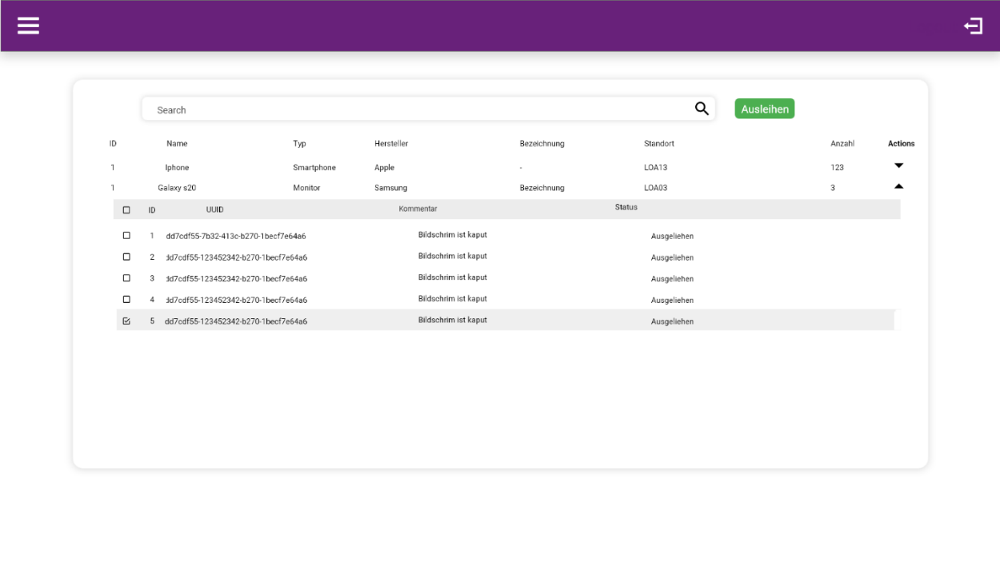 Search
Ausleihen
ID Name Typ Hersteller Bezeichnung Standort Anzahl Actions
1 Iphone Smartphone Apple - LOA13 123
1 Galaxy s20 Monitor Samsung Bezeichnung LOA03 3
ID UUID Kommentar Status
1 dd7cdf55-7b32-413c-b270-1becf7e64a6 Bildschrim ist kaput Ausgeliehen
2 dd7cdf55-123452342-b270-1becf7e64a6 Bildschrim ist kaput Ausgeliehen
3 dd7cdf55-123452342-b270-1becf7e64a6 Bildschrim ist kaput Ausgeliehen
4 dd7cdf55-123452342-b270-1becf7e64a6 Bildschrim ist kaput Ausgeliehen
5 dd7cdf55-123452342-b270-1becf7e64a6 Bildschrim ist kaput Ausgeliehen